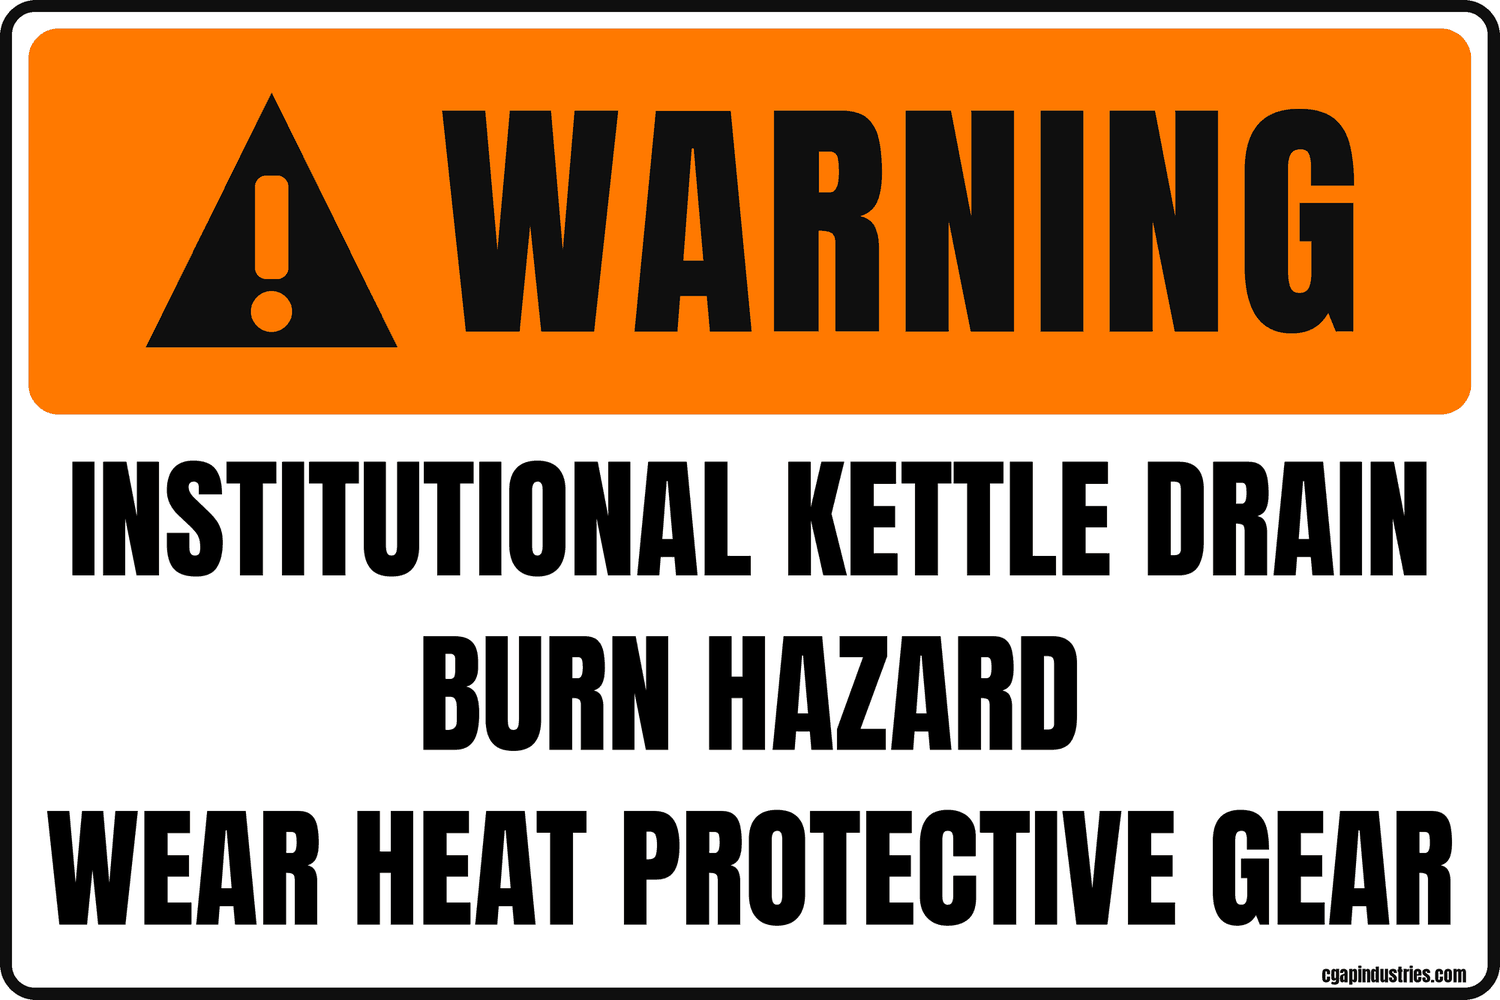 WARNING
INSTITUTIONAL KETTLE DRAIN
BURN HAZARD
WEAR HEAT PROTECTIVE GEAR
cgapindustries.com